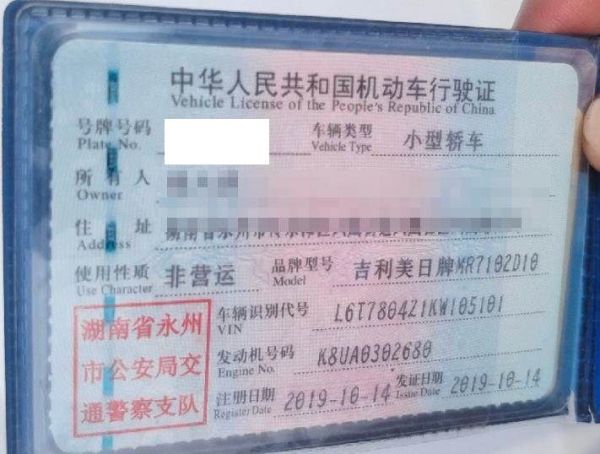 中华人民共和国机动车行驶证
Vehicle License of the People's Republic of China
号牌号码 车辆类型 小型轿车
Plate No. Vehicle Type
所有人
Owner
住址
Address
使用性质 非营运 品牌型号 吉利美日牌MR7102D10
Use Character Model
车辆识别代号 L6T7804Z1KW105101
VIN
发动机号码 K8UA0302680
Engine No.
注册日期 2019-10-14 发证日期 2019-10-14
Register Date Issue Date
湖南省永州
市公安局交
通警察支队